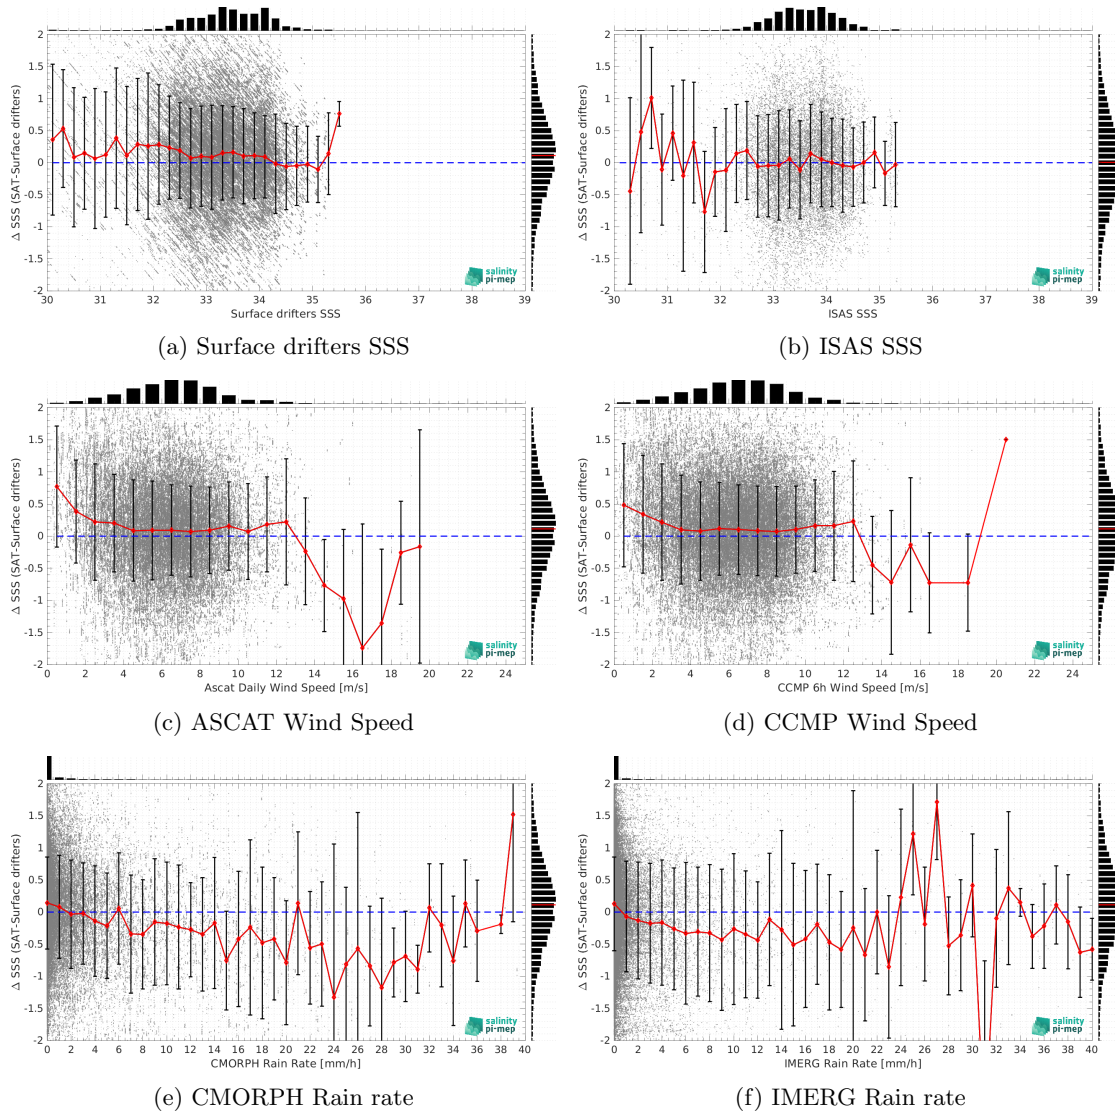 2
1.5
1
0.5
0
-0.5
-1
-1.5
-2
Δ SSS (SAT-Surface drifters)
30 31 32 33 34 35 36 37 38 39
Surface drifters SSS
salinity
pi-mep
(a) Surface drifters SSS
2
1.5
1
0.5
0
-0.5
-1
-1.5
-2
Δ SSS (SAT-Surface drifters)
30 31 32 33 34 35 36 37 38 39
ISAS SSS
salinity
pi-mep
(b) ISAS SSS
2
1.5
1
0.5
0
-0.5
-1
-1.5
-2
Δ SSS (SAT-Surface drifters)
0 2 4 6 8 10 12 14 16 18 20 22 24
Ascat Daily Wind Speed [m/s]
salinity
pi-mep
(c) ASCAT Wind Speed
2
1.5
1
0.5
0
-0.5
-1
-1.5
-2
Δ SSS (SAT-Surface drifters)
0 2 4 6 8 10 12 14 16 18 20 22 24
CCMP 6h Wind Speed [m/s]
salinity
pi-mep
(d) CCMP Wind Speed
2
1.5
1
0.5
0
-0.5
-1
-1.5
-2
Δ SSS (SAT-Surface drifters)
0 2 4 6 8 10 12 14 16 18 20 22 24 26 28 30 32 34 36 38 40
CMORPH Rain Rate [mm/h]
salinity
pi-mep
(e) CMORPH Rain rate
2
1.5
1
0.5
0
-0.5
-1
-1.5
-2
Δ SSS (SAT-Surface drifters)
0 2 4 6 8 10 12 14 16 18 20 22 24 26 28 30 32 34 36 38 40
IMERG Rain Rate [mm/h]
salinity
pi-mep
(f) IMERG Rain rate